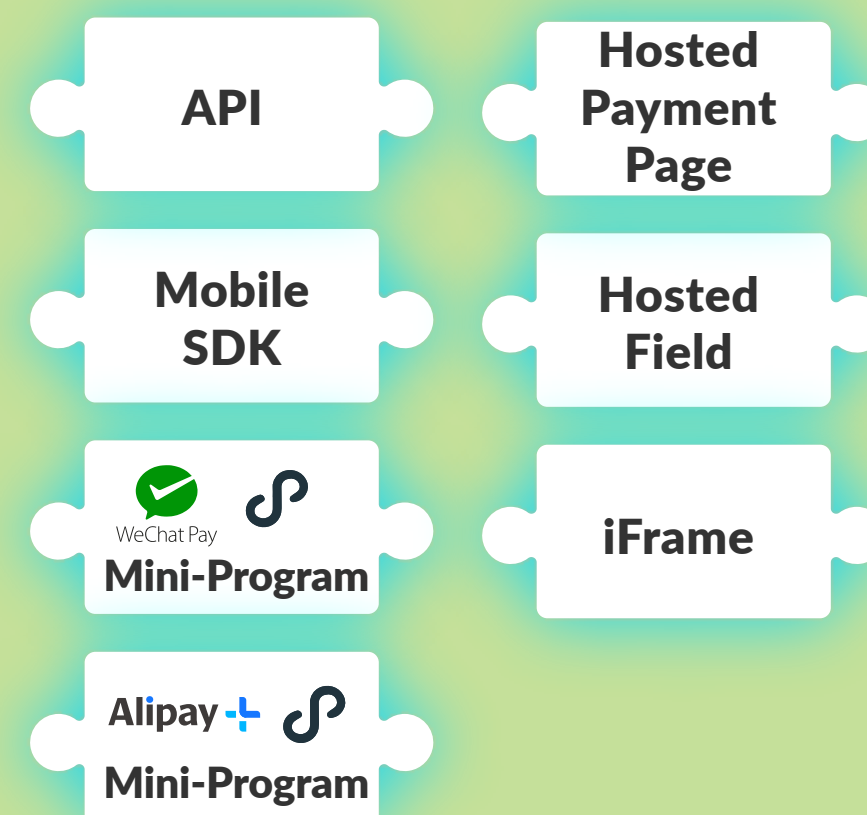 API
Mobile
SDK
WeChat Pay
Mini-Program
Alipay+
Mini-Program
Hosted
Payment
Page
Hosted
Field
iFrame